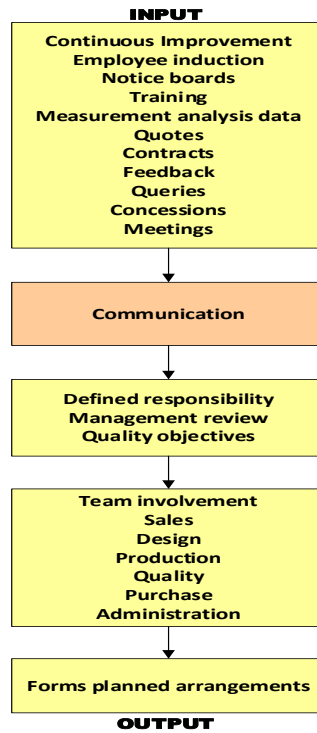 INPUT
Continuous Improvement
Employee induction
Notice boards
Training
Measurement analysis data
Quotes
Contracts
Feedback
Queries
Concessions
Meetings
Communication
Defined responsibility
Management review
Quality objectives
Team involvement
Sales
Design
Production
Quality
Purchase
Administration
Forms planned arrangements
OUTPUT